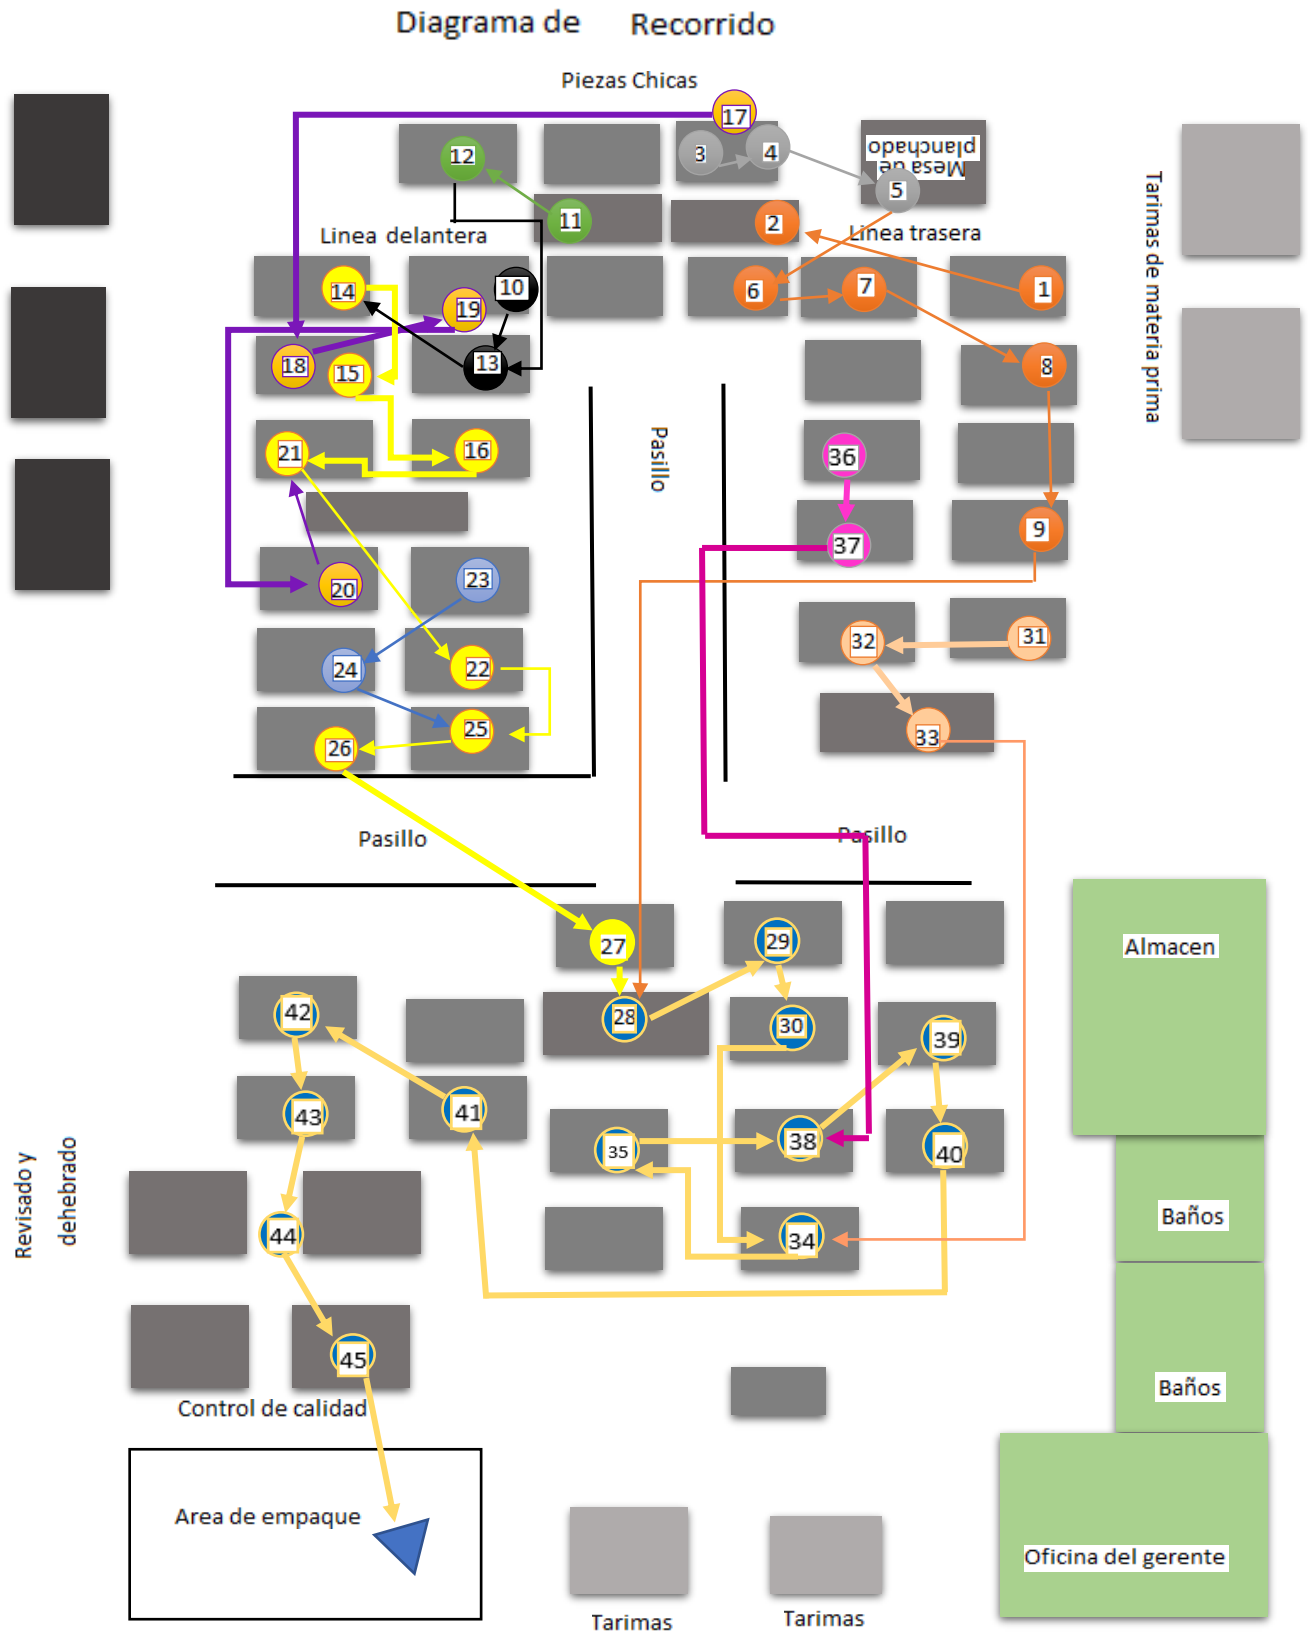 Diagrama de Recorrido
Piezas Chicas
17
12
3
4
Mesa de
planchado
5
11
2
Linea delantera
Linea trasera
Tarimas de materia prima
14
19
10
6
7
1
18
15
13
8
21
16
Pasillo
36
9
37
20
23
32
31
24
22
33
26
25
Pasillo
Pasillo
27
29
Almacen
42
28
30
39
43
41
35
38
40
Revisado y
dehebrado
44
34
Baños
45
Control de calidad
Baños
Area de empaque
Oficina del gerente
Tarimas
Tarimas